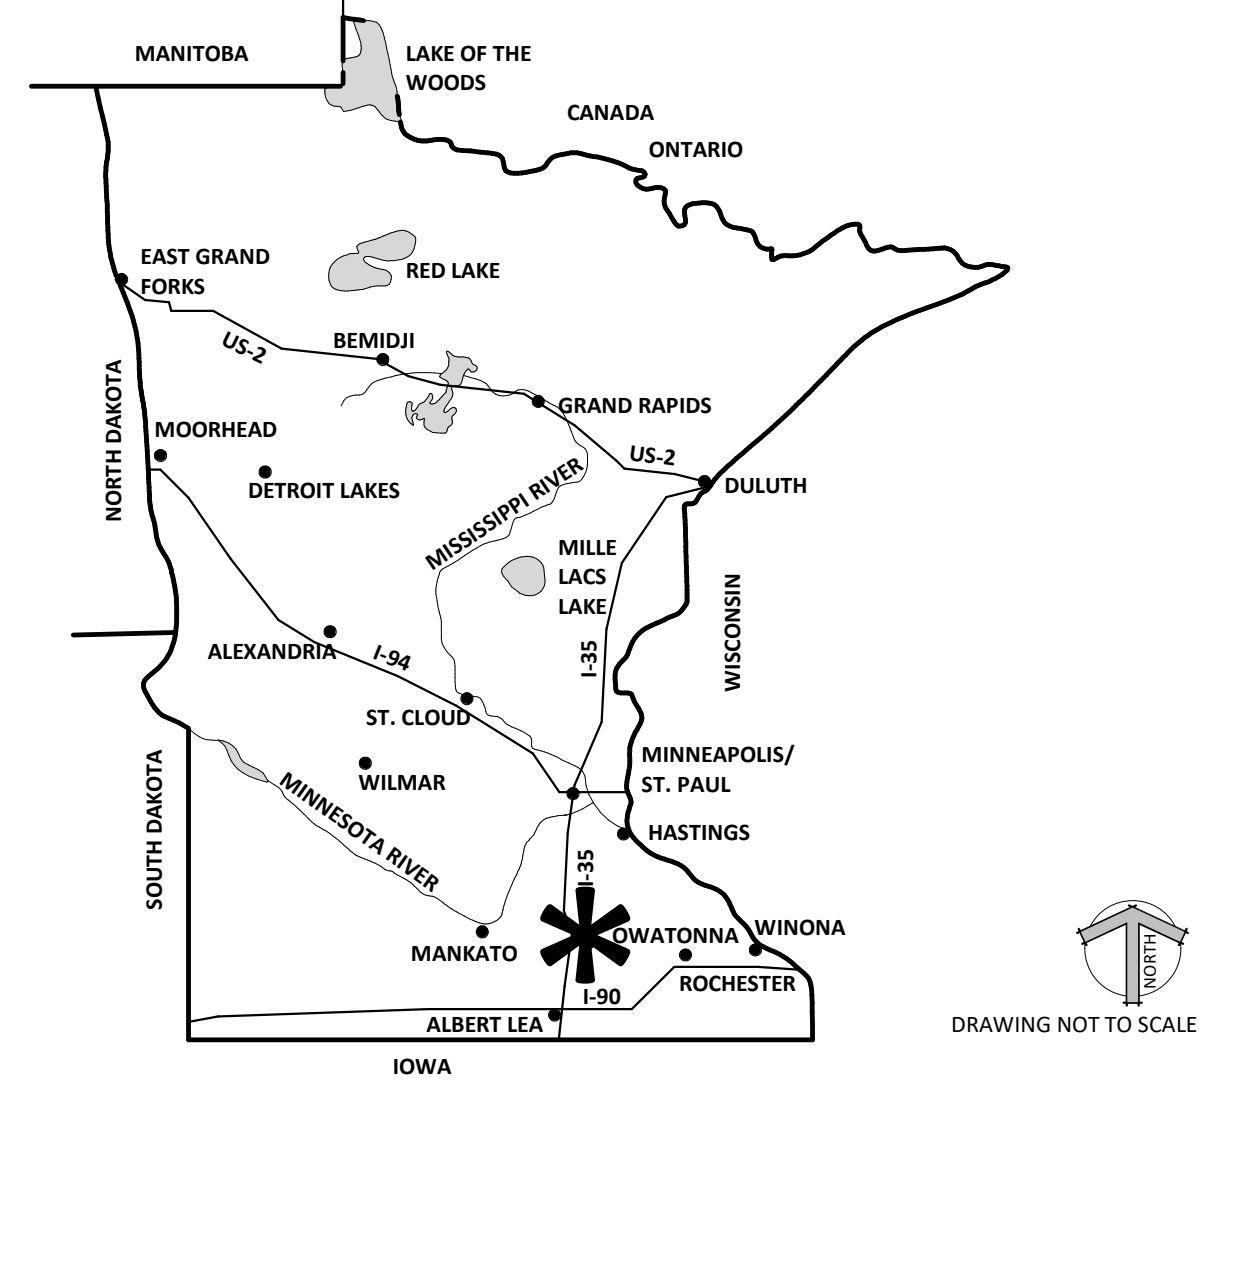 MANITOBA
LAKE OF THE
WOODS
CANADA
ONTARIO
EAST GRAND
FORKS
RED LAKE
US-2
BEMIDJI
GRAND RAPIDS
NORTH DAKOTA
MOORHEAD
DETROIT LAKES
US-2
DULUTH
MISSISSIPPI RIVER
MILLE
LACS
LAKE
WISCONSIN
ALEXANDRIA
I-94
I-35
ST. CLOUD
MINNEAPOLIS/
ST. PAUL
WILMAR
SOUTH DAKOTA
MINNESOTA RIVER
HASTINGS
I-35
OWATONNA
WINONA
MANKATO
ROCHESTER
I-90
ALBERT LEA
IOWA
NORTH
DRAWING NOT TO SCALE